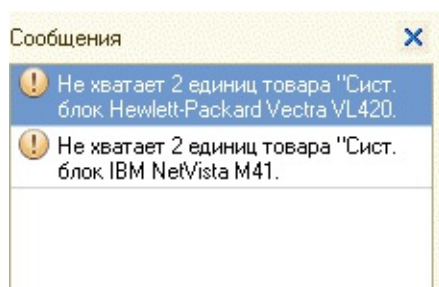 Сообщения
Не хватает 2 единиц товара "Сист.
блок Hewlett-Packard Vectra VL420.
Не хватает 2 единиц товара "Сист.
блок IBM NetVista M41.